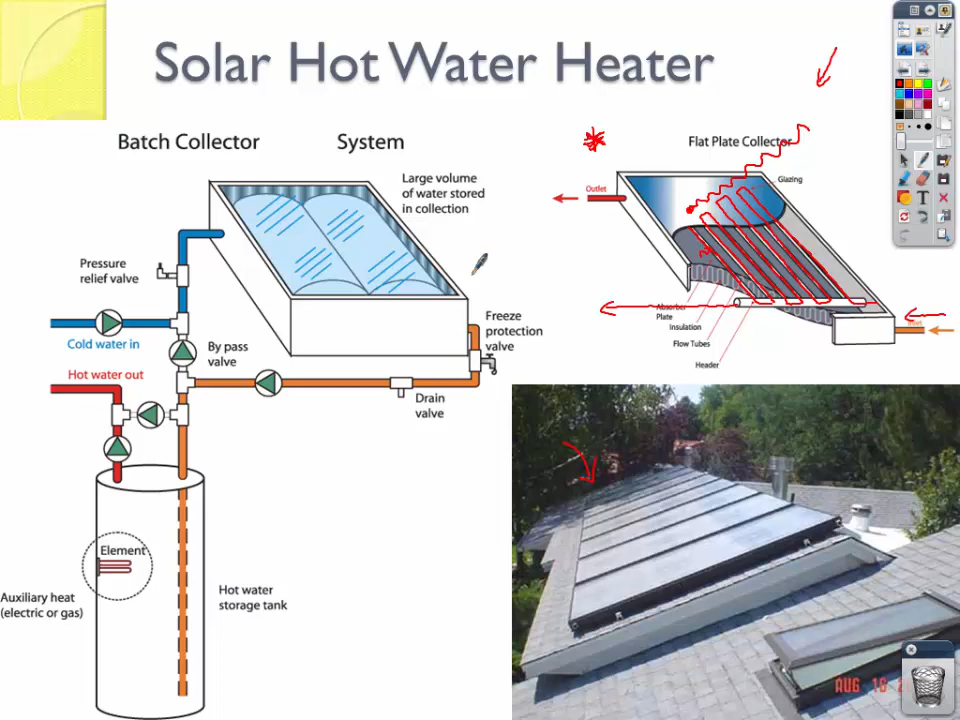 Solar Hot Water Heater
Batch Collector
System
Flat Plate Collector
Large volume
of water stored
in collection
Pressure
relief valve
Cold water in
By pass
valve
Hot water out
Freeze
protection
valve
Drain
valve
Element
Auxiliary heat
(electric or gas)
Hot water
storage tank
Outlet
Glazing
Absorber
Plate
Insulation
Flow Tubes
Header
Inlet
T
AUG 16